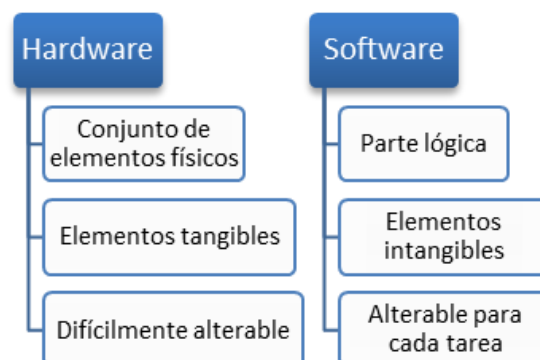 Hardware
Conjunto de
elementos físicos
Elementos tangibles
Difícilmente alterable
Software
Parte lógica
Elementos
intangibles
Alterable para
cada tarea